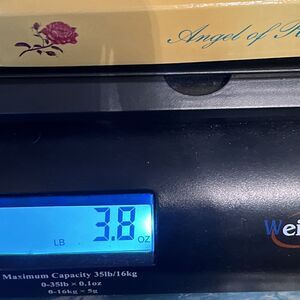 Angel of
3.8
LB
OZ
Wei
Maximum Capacity 35lb/16kg
0-35lb × 0.1oz
0-16kg × 5g